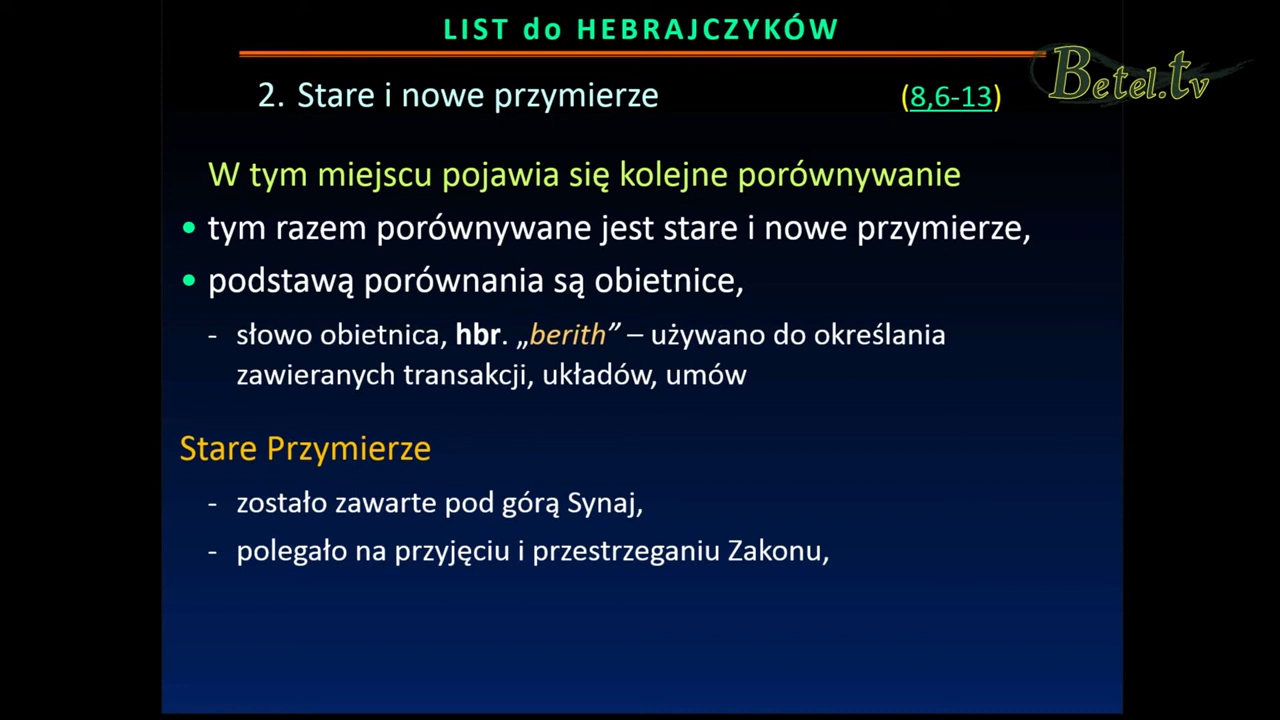 LIST do HEBRAJCZYKÓW
Betel.tv
2. Stare i nowe przymierze (8,6-13)
W tym miejscu pojawia się kolejne porównywanie
• tym razem porównywane jest stare i nowe przymierze,
• podstawą porównania są obietnice,
- słowo obietnica, hbr. „berith” – używano do określania
zawieranych transakcji, układów, umów
Stare Przymierze
- zostało zawarte pod górą Synaj,
- polegało na przyjęciu i przestrzeganiu Zakonu,